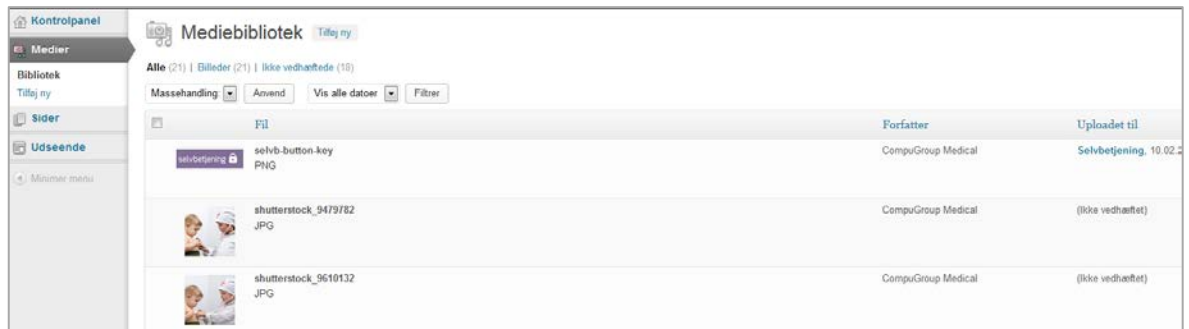 Kontrolpanel
Medier
Bibliotek
Tilføj ny
Sider
Udseende
Minimer menu
Mediebibliotek Tilføj ny
Alle (21) | Billeder (21) | Ikke vedhæftede (18)
Massehandling: Anvend Vis alle datoer Filtrer
Fil Forfatter Uploadet til
selvbetjening selvb-button-key CompuGroup Medical Selvbetjening, 10.02.2
PNG
shutterstock_9479782 CompuGroup Medical (Ikke vedhæftet)
JPG
shutterstock_9610132 CompuGroup Medical (Ikke vedhæftet)
JPG